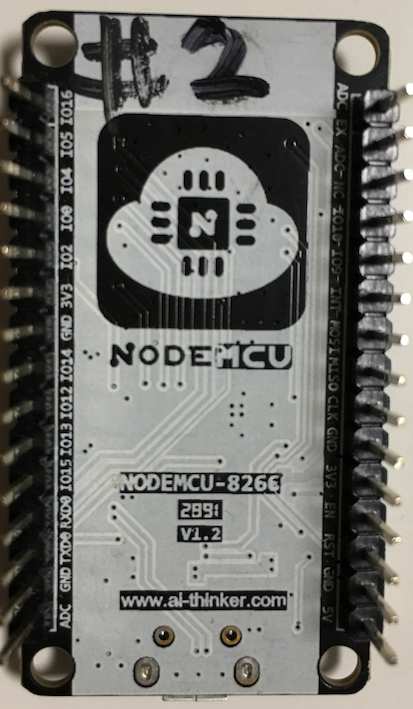 #2
ADC GND TXD0 RXD0 IO15 IO13 IO12 IO14 GND 3V3 IO2 IO0 IO4 IO5 IO16
N
NODEMCU
NODEMCU-8266
V1.2
www.ai-thinker.com
ADC EX ADC NC IO10 IO9 INT MOSI MISO CLK GND 3V3 EN RST GND 5V